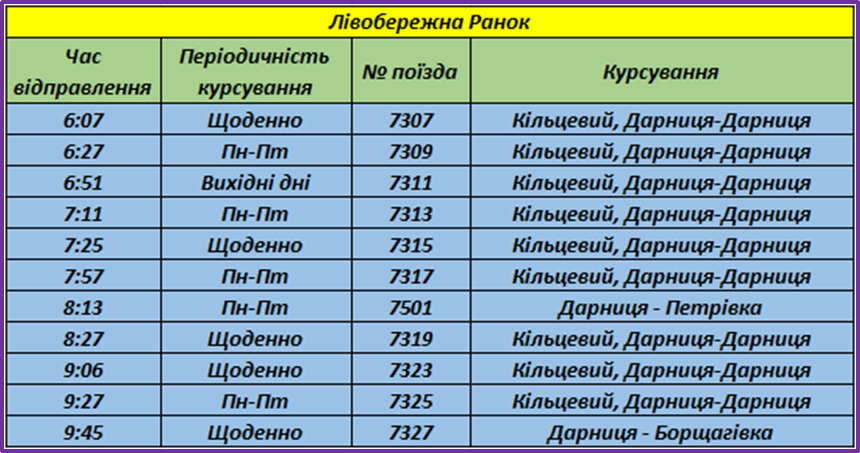 Лівобережна Ранок
Час відправлення Періодичність курсування № поїзда Курсування
6:07 Щоденно 7307 Кільцевий, Дарниця-Дарниця
6:27 Пн-Пт 7309 Кільцевий, Дарниця-Дарниця
6:51 Вихідні дні 7311 Кільцевий, Дарниця-Дарниця
7:11 Пн-Пт 7313 Кільцевий, Дарниця-Дарниця
7:25 Щоденно 7315 Кільцевий, Дарниця-Дарниця
7:57 Пн-Пт 7317 Кільцевий, Дарниця-Дарниця
8:13 Пн-Пт 7501 Дарниця - Петрівка
8:27 Щоденно 7319 Кільцевий, Дарниця-Дарниця
9:06 Щоденно 7323 Кільцевий, Дарниця-Дарниця
9:27 Пн-Пт 7325 Кільцевий, Дарниця-Дарниця
9:45 Щоденно 7327 Дарниця - Борщагівка